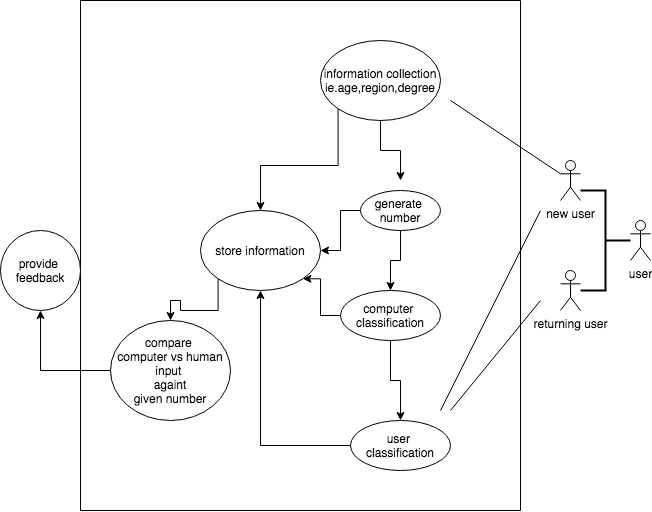 information collection
ie.age,region,degree
generate
number
new user
store information
user
provide
feedback
computer
classification
returning user
compare
computer vs human
input
againt
given number
user
classification